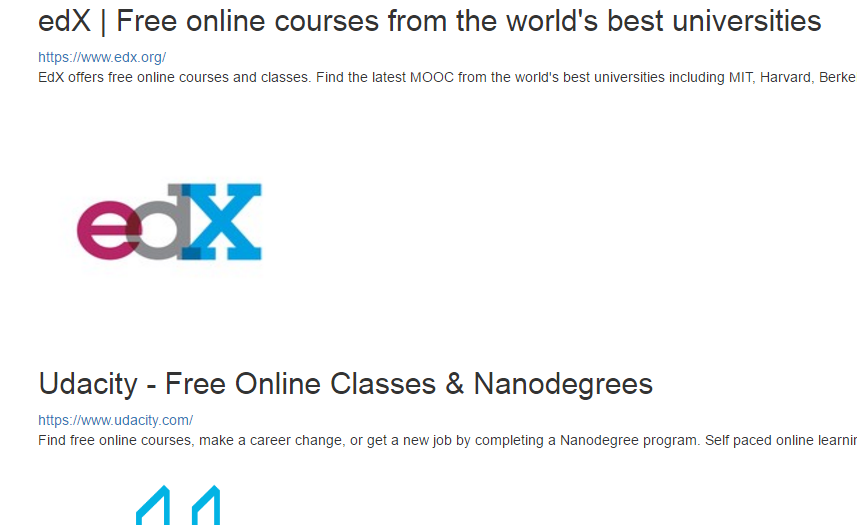 edX | Free online courses from the world's best universities
https://www.edx.org/
EdX offers free online courses and classes. Find the latest MOOC from the world's best universities including MIT, Harvard, Berke
edX
Udacity - Free Online Classes & Nanodegrees
https://www.udacity.com/
Find free online courses, make a career change, or get a new job by completing a Nanodegree program. Self paced online learnin